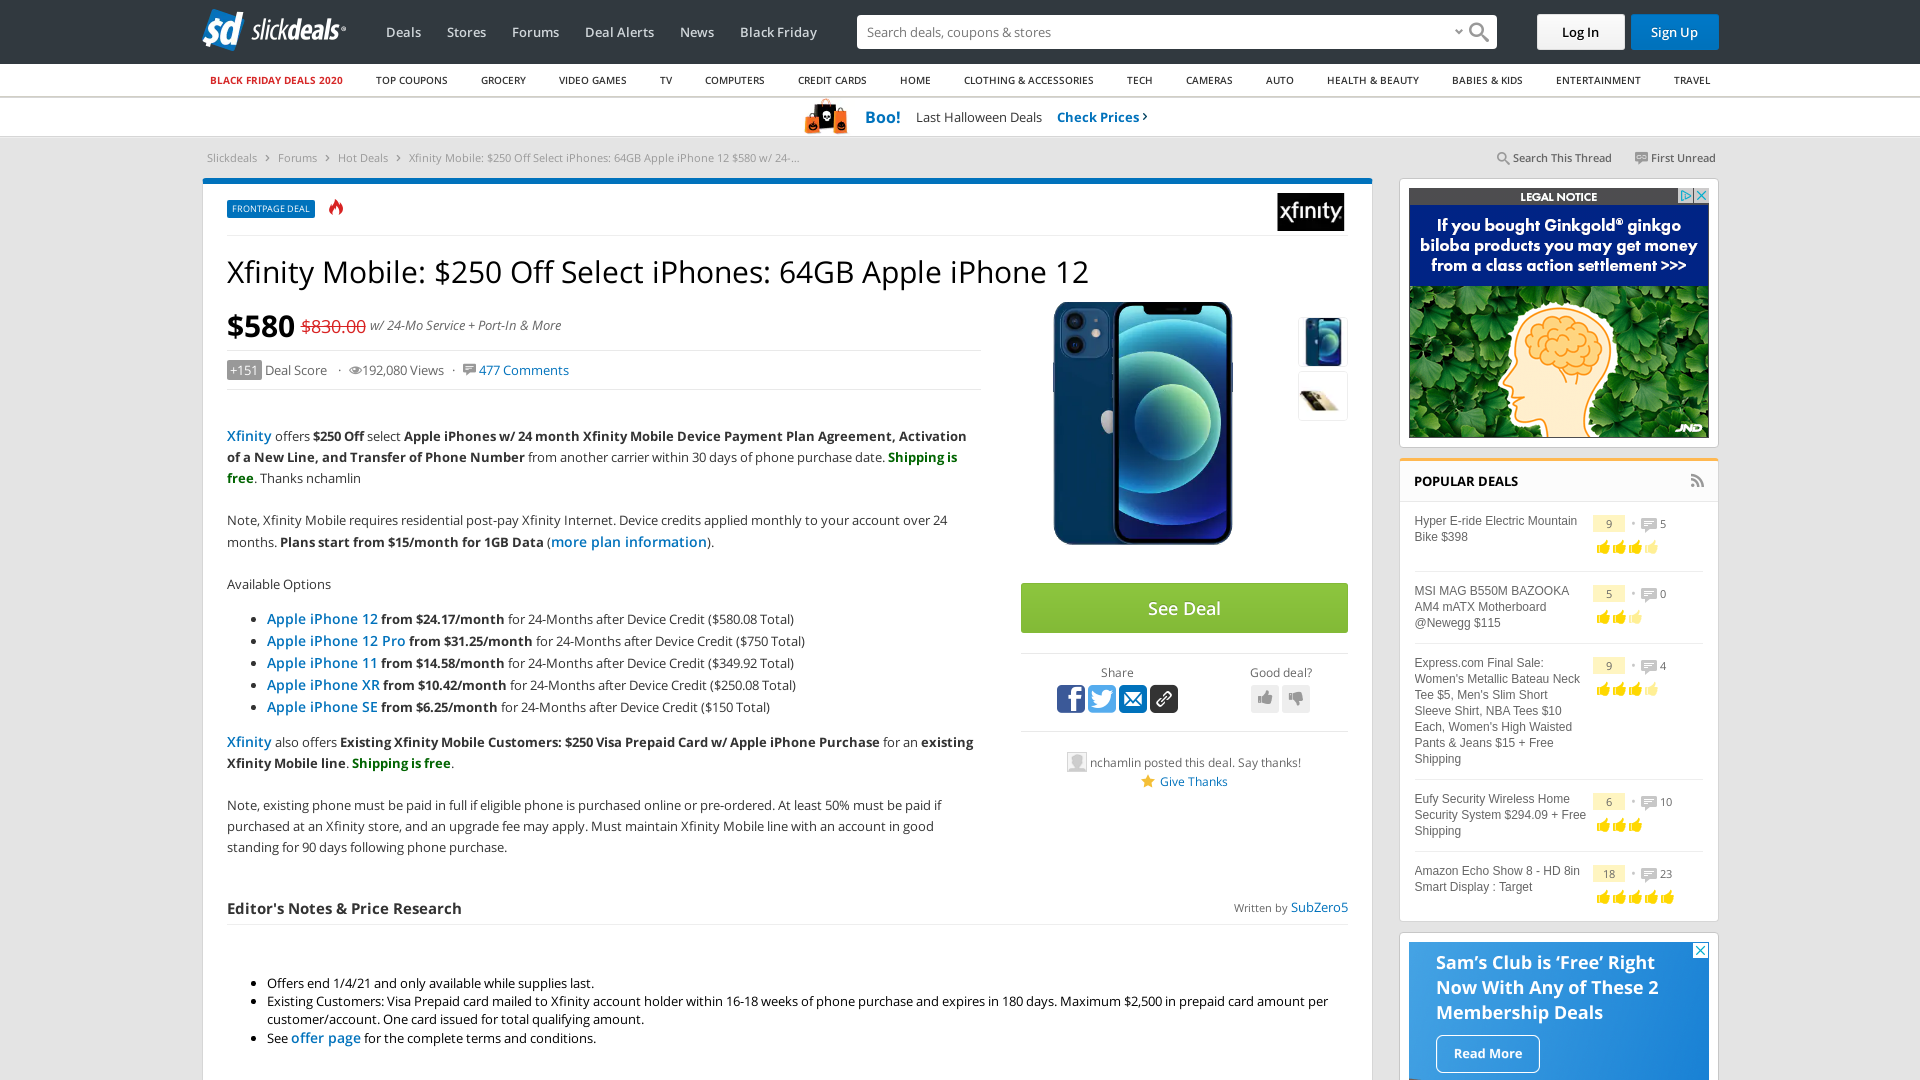 slickdeals
Deals
Stores
Forums
Deal Alerts
News
Black Friday
Search deals, coupons & stores
Log In
Sign Up
BLACK FRIDAY DEALS 2020
TOP COUPONS
GROCERY
VIDEO GAMES
TV
COMPUTERS
CREDIT CARDS
HOME
CLOTHING & ACCESSORIES
TECH
CAMERAS
AUTO
HEALTH & BEAUTY
BABIES & KIDS
ENTERTAINMENT
TRAVEL
Boo! Last Halloween Deals Check Prices ›
Slickdeals › Forums › Hot Deals › Xfinity Mobile: $250 Off Select iPhones: 64GB Apple iPhone 12 $580 w/ 24-...
Search This Thread
First Unread
FRONTPAGE DEAL
xfinity
Xfinity Mobile: $250 Off Select iPhones: 64GB Apple iPhone 12
$580 $830.00 w/ 24-Mo Service + Port-In & More
+151 Deal Score · 192,080 Views · 477 Comments
Xfinity offers $250 Off select Apple iPhones w/ 24 month Xfinity Mobile Device Payment Plan Agreement, Activation
of a New Line, and Transfer of Phone Number from another carrier within 30 days of phone purchase date. Shipping is
free. Thanks nchamlin
Note, Xfinity Mobile requires residential post-pay Xfinity Internet. Device credits applied monthly to your account over 24
months. Plans start from $15/month for 1GB Data (more plan information).
Available Options
• Apple iPhone 12 from $24.17/month for 24-Months after Device Credit ($580.08 Total)
• Apple iPhone 12 Pro from $31.25/month for 24-Months after Device Credit ($750 Total)
• Apple iPhone 11 from $14.58/month for 24-Months after Device Credit ($349.92 Total)
• Apple iPhone XR from $10.42/month for 24-Months after Device Credit ($250.08 Total)
• Apple iPhone SE from $6.25/month for 24-Months after Device Credit ($150 Total)
Xfinity also offers Existing Xfinity Mobile Customers: $250 Visa Prepaid Card w/ Apple iPhone Purchase for an existing
Xfinity Mobile line. Shipping is free.
Note, existing phone must be paid in full if eligible phone is purchased online or pre-ordered. At least 50% must be paid if
purchased at an Xfinity store, and an upgrade fee may apply. Must maintain Xfinity Mobile line with an account in good
standing for 90 days following phone purchase.
See Deal
Share
Good deal?
nchamlin posted this deal. Say thanks!
Give Thanks
Editor's Notes & Price Research
Written by SubZero5
• Offers end 1/4/21 and only available while supplies last.
• Existing Customers: Visa Prepaid card mailed to Xfinity account holder within 16-18 weeks of phone purchase and expires in 180 days. Maximum $2,500 in prepaid card amount per
customer/account. One card issued for total qualifying amount.
• See offer page for the complete terms and conditions.
LEGAL NOTICE
If you bought Ginkgold® ginkgo
biloba products you may get money
from a class action settlement >>>
JND
POPULAR DEALS
Hyper E-ride Electric Mountain
Bike $398
9 • 5
MSI MAG B550M BAZOOKA
AM4 mATX Motherboard
@Newegg $115
5 • 0
Express.com Final Sale:
Women's Metallic Bateau Neck
Tee $5, Men's Slim Short
Sleeve Shirt, NBA Tees $10
Each, Women's High Waisted
Pants & Jeans $15 + Free
Shipping
9 • 4
Eufy Security Wireless Home
Security System $294.09 + Free
Shipping
6 • 10
Amazon Echo Show 8 - HD 8in
Smart Display : Target
18 • 23
Sam's Club is 'Free' Right
Now With Any of These 2
Membership Deals
Read More